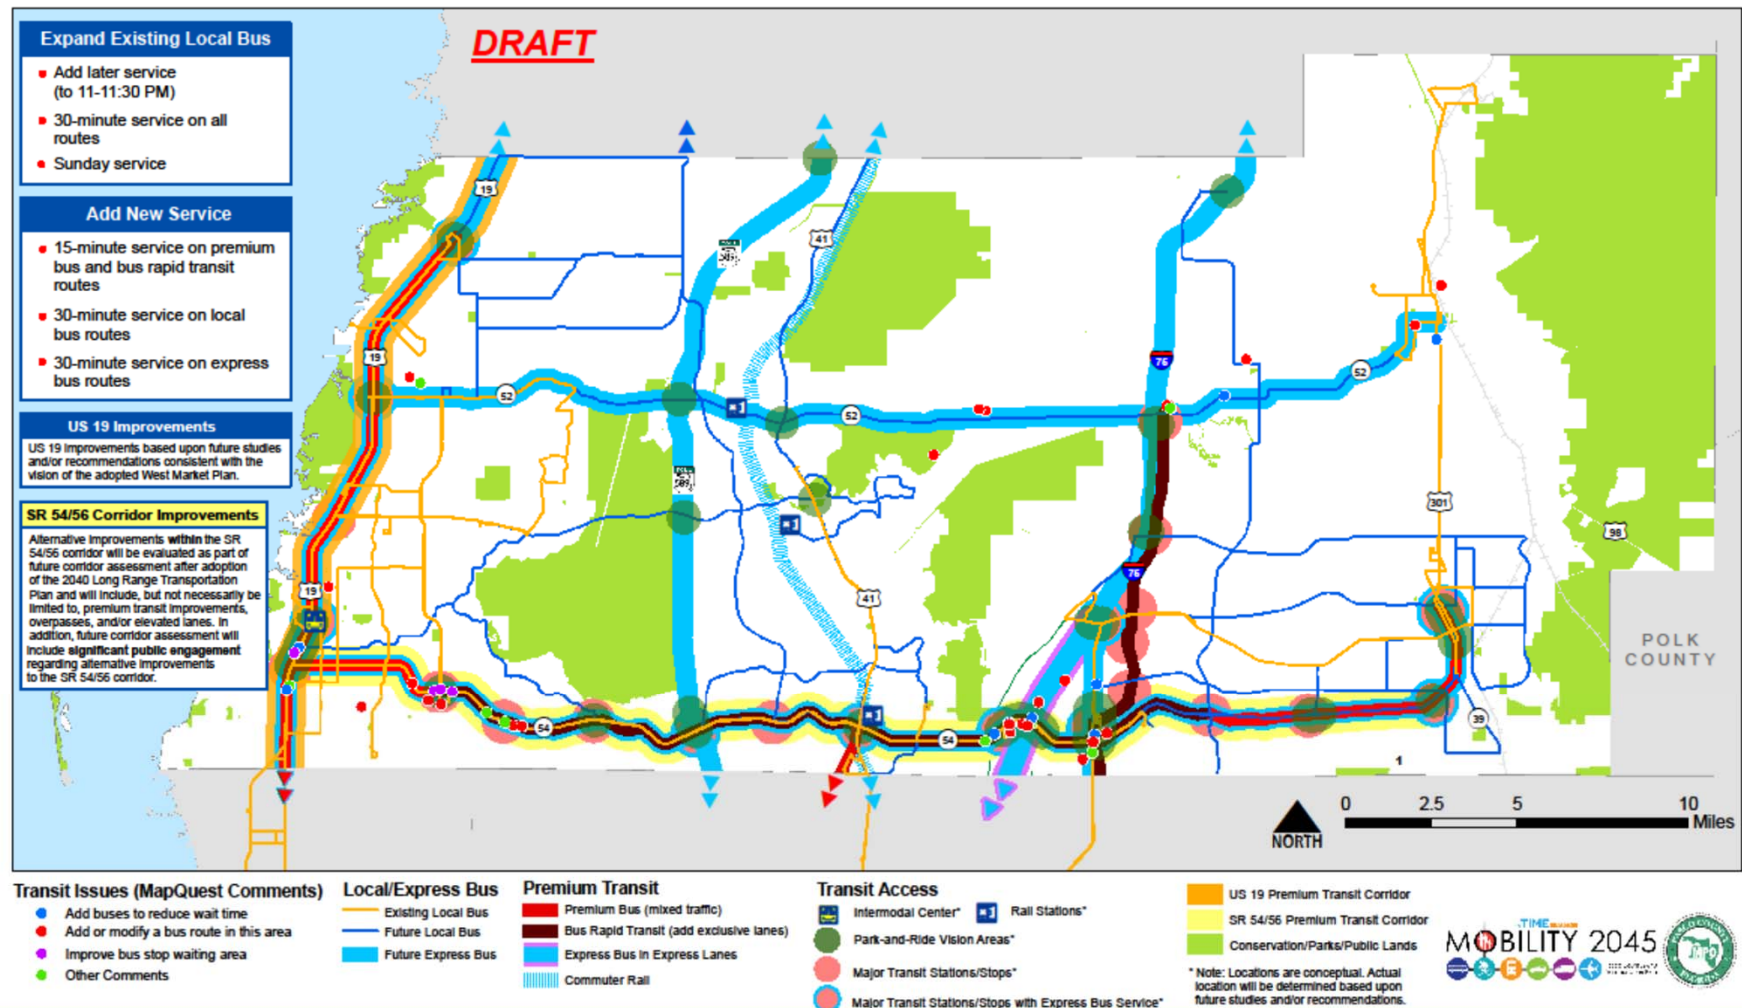 DRAFT
Expand Existing Local Bus
Add later service
(to 11-11:30 PM)
30-minute service on all
routes
Sunday service
Add New Service
15-minute service on premium
bus and bus rapid transit
routes
30-minute service on local
bus routes
30-minute service on express
bus routes
US 19 Improvements
US 19 Improvements based upon future studies
and/or recommendations consistent with the
vision of the adopted West Market Plan.
SR 54/56 Corridor Improvements
Alternative Improvements within the SR
54/56 corridor will be evaluated as part of
future corridor assessment after adoption
of the 2040 Long Range Transportation
Plan and will include, but not necessarily be
limited to, premium transit improvements,
overpasses, and/or elevated lanes. In
addition, future corridor assessment will
include significant public engagement
regarding alternative improvements
to the SR 54/56 corridor.
19
589
41
19
75
52
52
52
589
301
98
75
19
41
POLK
COUNTY
54
54
39
1
0 2.5 5 10
Miles
NORTH
Transit Issues (MapQuest Comments)
Add buses to reduce wait time
Add or modify a bus route in this area
Improve bus stop waiting area
Other Comments
Local/Express Bus
Existing Local Bus
Future Local Bus
Future Express Bus
Premium Transit
Premium Bus (mixed traffic)
Bus Rapid Transit (add exclusive lanes)
Express Bus in Express Lanes
Commuter Rail
Transit Access
Intermodal Center*
Rail Stations*
Park-and-Ride Vision Areas*
Major Transit Stations/Stops*
Major Transit Stations/Stops with Express Bus Service*
US 19 Premium Transit Corridor
SR 54/56 Premium Transit Corridor
Conservation/Parks/Public Lands
* Note: Locations are conceptual. Actual
location will be determined based upon
future studies and/or recommendations.
TIME
MOBILITY 2045
PASCO COUNTY
MPO